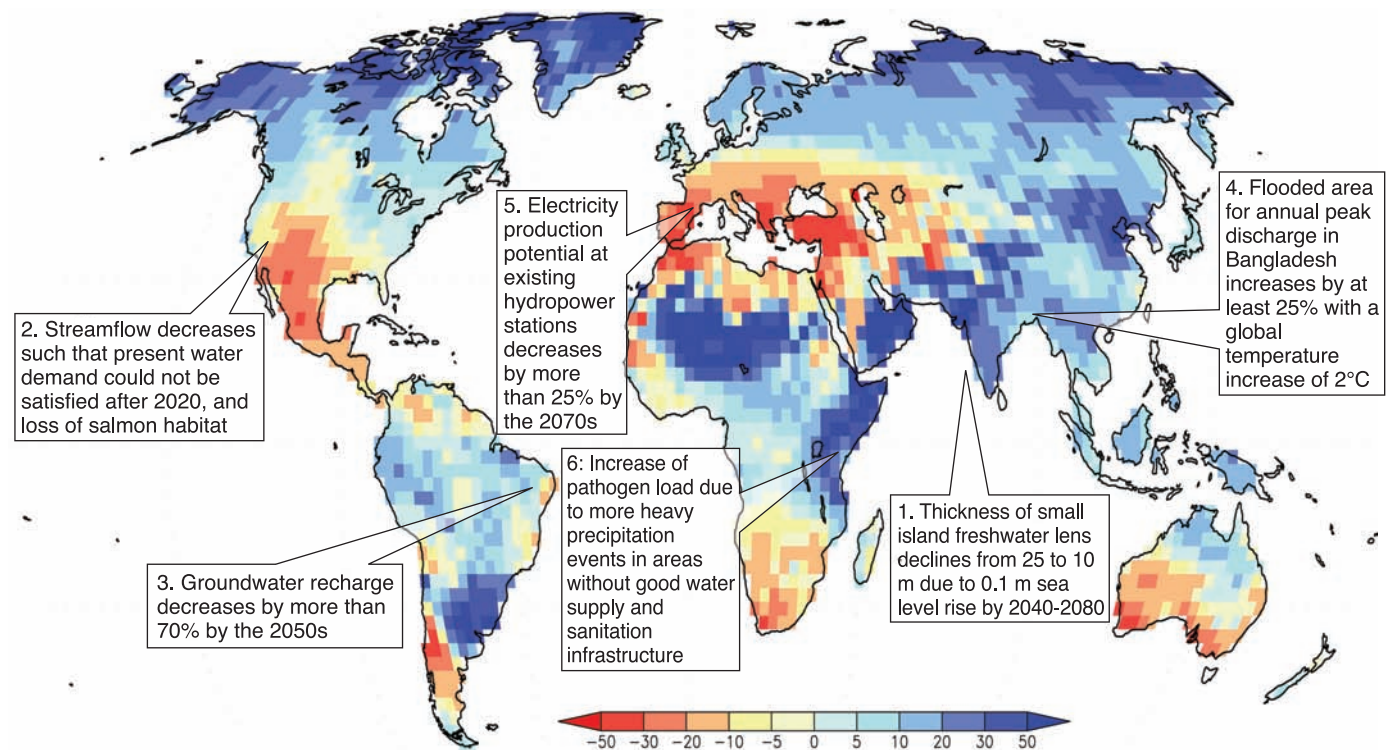 5. Electricity
production
potential at
existing
hydropower
stations
decreases
by more
than 25% by
the 2070s
4. Flooded area
for annual peak
discharge in
Bangladesh
increases by at
least 25% with a
global
temperature
increase of 2°C
2. Streamflow decreases
such that present water
demand could not be
satisfied after 2020, and
loss of salmon habitat
6: Increase of
pathogen load due
to more heavy
precipitation
events in areas
without good water
supply and
sanitation
infrastructure
1. Thickness of small
island freshwater lens
declines from 25 to 10
m due to 0.1 m sea
level rise by 2040-2080
3. Groundwater recharge
decreases by more than
70% by the 2050s
-50 -30 -20 -10 -5 0 5 10 20 30 50